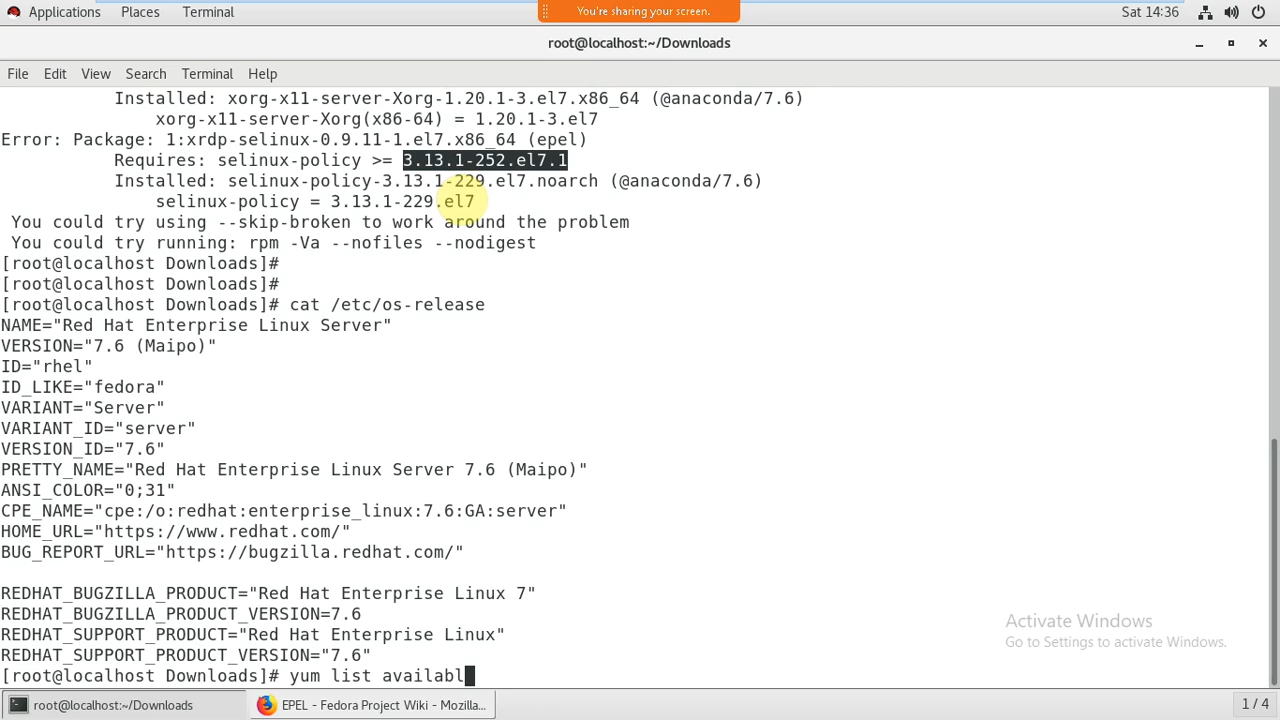 Applications Places Terminal You're sharing your screen. Sat 14:36
root@localhost:~/Downloads
File Edit View Search Terminal Help
Installed: xorg-x11-server-Xorg-1.20.1-3.el7.x86_64 (@anaconda/7.6)
xorg-x11-server-Xorg(x86-64) = 1.20.1-3.el7
Error: Package: 1:xrdp-selinux-0.9.11-1.el7.x86_64 (epel)
Requires: selinux-policy >= 3.13.1-252.el7.1
Installed: selinux-policy-3.13.1-229.el7.noarch (@anaconda/7.6)
selinux-policy = 3.13.1-229.el7
You could try using --skip-broken to work around the problem
You could try running: rpm -Va --nofiles --nodigest
[root@localhost Downloads]#
[root@localhost Downloads]#
[root@localhost Downloads]# cat /etc/os-release
NAME="Red Hat Enterprise Linux Server"
VERSION="7.6 (Maipo)"
ID="rhel"
ID_LIKE="fedora"
VARIANT="Server"
VARIANT_ID="server"
VERSION_ID="7.6"
PRETTY_NAME="Red Hat Enterprise Linux Server 7.6 (Maipo)"
ANSI_COLOR="0;31"
CPE_NAME="cpe:/o:redhat:enterprise_linux:7.6:GA:server"
HOME_URL="https://www.redhat.com/"
BUG_REPORT_URL="https://bugzilla.redhat.com/"
REDHAT_BUGZILLA_PRODUCT="Red Hat Enterprise Linux 7"
REDHAT_BUGZILLA_PRODUCT_VERSION=7.6
REDHAT_SUPPORT_PRODUCT="Red Hat Enterprise Linux"
REDHAT_SUPPORT_PRODUCT_VERSION="7.6"
[root@localhost Downloads]# yum list availabl
Activate Windows
Go to Settings to activate Windows.
root@localhost:~/Downloads EPEL - Fedora Project Wiki - Mozilla... 1 / 4